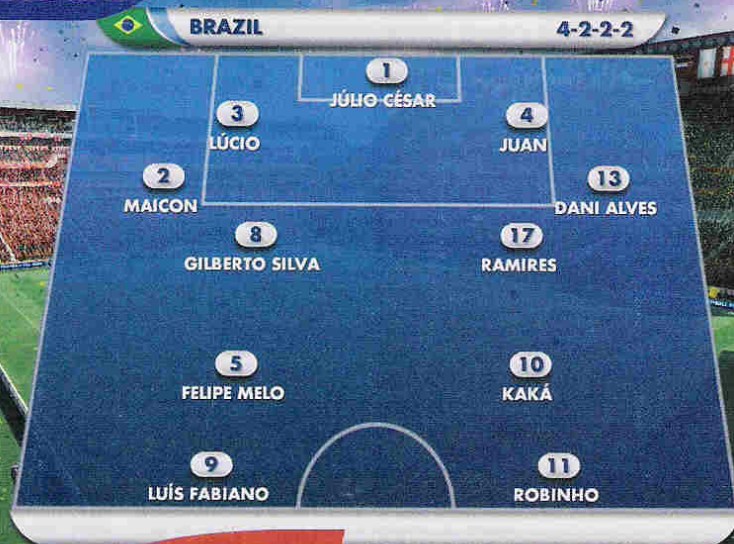 BRAZIL 4-2-2-2
1
JÚLIO CÉSAR
3 4
LÚCIO JUAN
2 13
MAICON DANI ALVES
8 17
GILBERTO SILVA RAMIRES
5 10
FELIPE MELO KAKÁ
9 11
LUÍS FABIANO ROBINHO